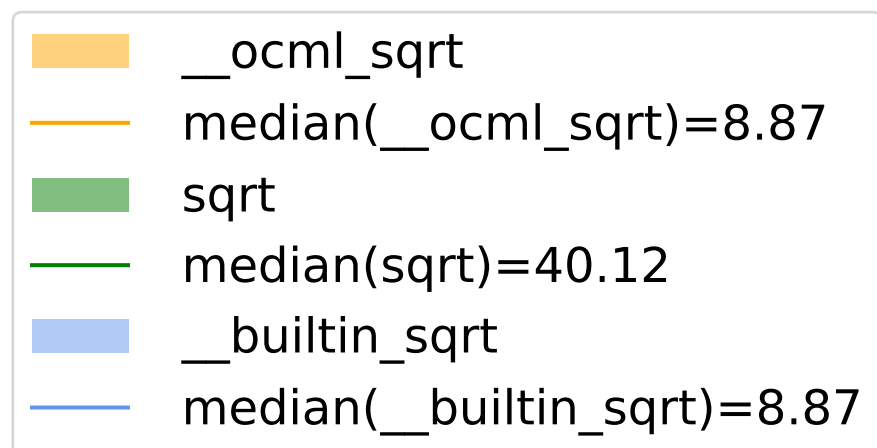 __ocml_sqrt
median(__ocml_sqrt)=8.87
sqrt
median(sqrt)=40.12
__builtin_sqrt
median(__builtin_sqrt)=8.87